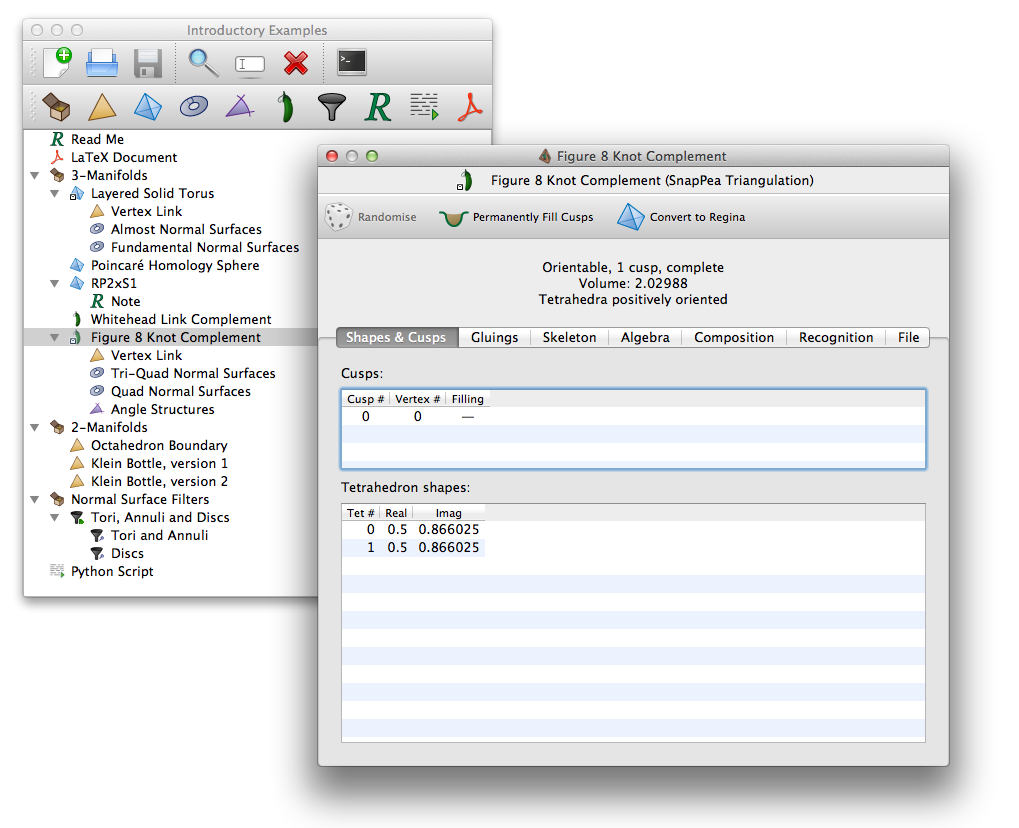 Introductory Examples
Read Me
LaTeX Document
3-Manifolds
Layered Solid Torus
Vertex Link
Almost Normal Surfaces
Fundamental Normal Surfaces
Poincaré Homology Sphere
RP2xS1
Note
Whitehead Link Complement
Figure 8 Knot Complement
Vertex Link
Tri-Quad Normal Surfaces
Quad Normal Surfaces
Angle Structures
2-Manifolds
Octahedron Boundary
Klein Bottle, version 1
Klein Bottle, version 2
Normal Surface Filters
Tori, Annuli and Discs
Tori and Annuli
Discs
Python Script
Figure 8 Knot Complement
Figure 8 Knot Complement (SnapPea Triangulation)
Randomise Permanently Fill Cusps Convert to Regina
Orientable, 1 cusp, complete
Volume: 2.02988
Tetrahedra positively oriented
Shapes & Cusps Gluings Skeleton Algebra Composition Recognition File
Cusps:
Cusp # Vertex # Filling
0 0 —
Tetrahedron shapes:
Tet # Real Imag
0 0.5 0.866025
1 0.5 0.866025